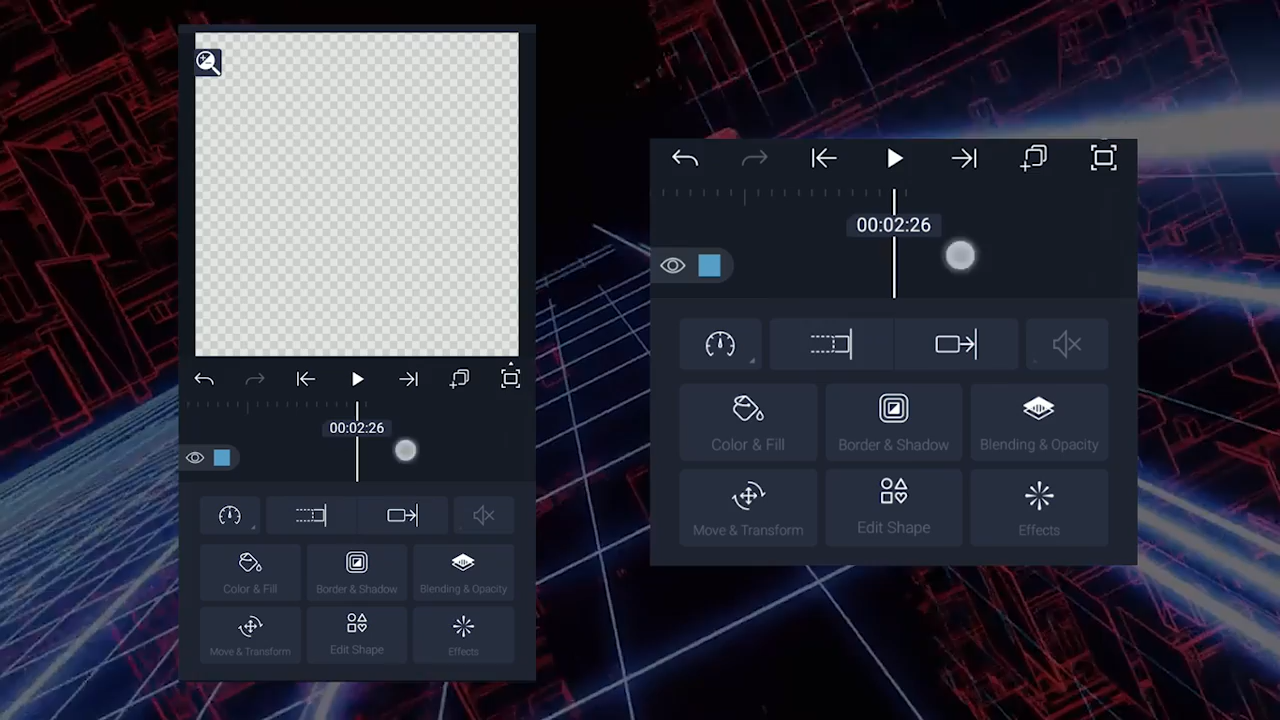 00:02:26
Color & Fill
Border & Shadow
Blending & Opacity
Move & Transform
Edit Shape
Effects
00:02:26
Color & Fill
Border & Shadow
Blending & Opacity
Move & Transform
Edit Shape
Effects